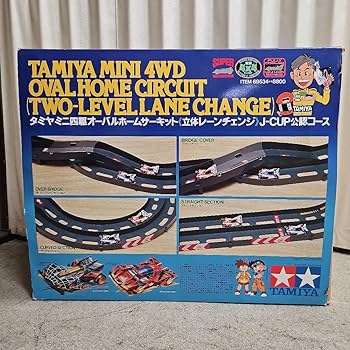 TAMIYA MINI 4WD
OVAL HOME CIRCUIT
(TWO-LEVEL LANE CHANGE)
SUPER
ITEM 69534 8800
TAMIYA
タミヤミニ四駆オーバルホームサーキット(立体レーンチェンジ)J-CUP公認コース
OVER-BRIDGE
BRIDGE COVER
CURVED SECTION
STRAIGHT SECTION
TAMIYA